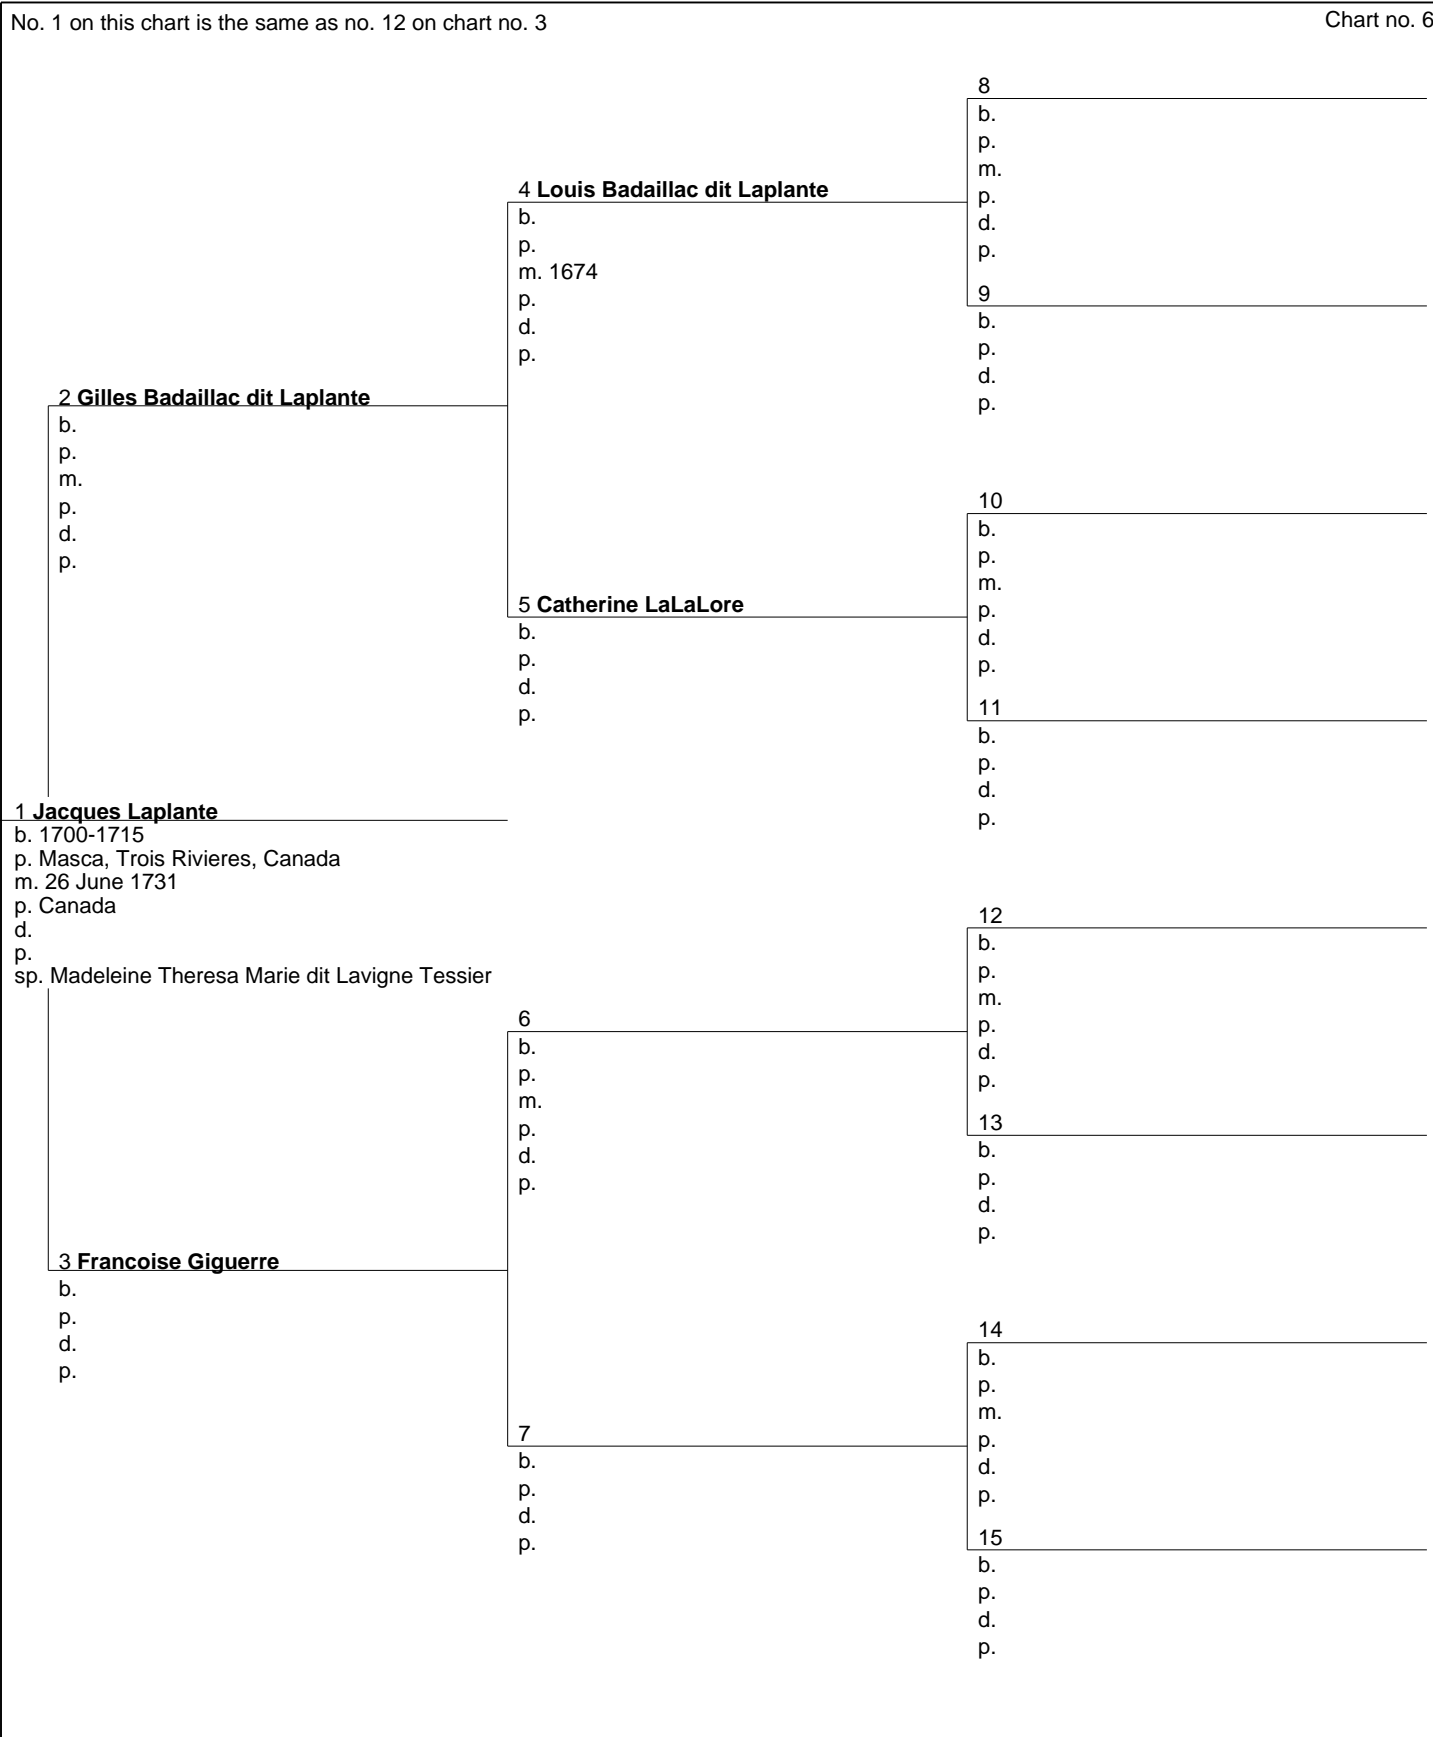 No. 1 on this chart is the same as no. 12 on chart no. 3
Chart no. 6
8
b.
p.
m.
p.
d.
p.
4 Louis Badaillac dit Laplante
b.
p.
m. 1674
p.
d.
p.
9
b.
p.
d.
p.
2 Gilles Badaillac dit Laplante
b.
p.
m.
p.
d.
p.
10
b.
p.
m.
p.
d.
p.
5 Catherine LaLaLore
b.
p.
d.
p.
11
b.
p.
d.
p.
1 Jacques Laplante
b. 1700-1715
p. Masca, Trois Rivieres, Canada
m. 26 June 1731
p. Canada
d.
p.
sp. Madeleine Theresa Marie dit Lavigne Tessier
12
b.
p.
m.
p.
d.
p.
6
b.
p.
m.
p.
d.
p.
13
b.
p.
d.
p.
3 Francoise Giguerre
b.
p.
d.
p.
14
b.
p.
m.
p.
d.
p.
7
b.
p.
d.
p.
15
b.
p.
d.
p.